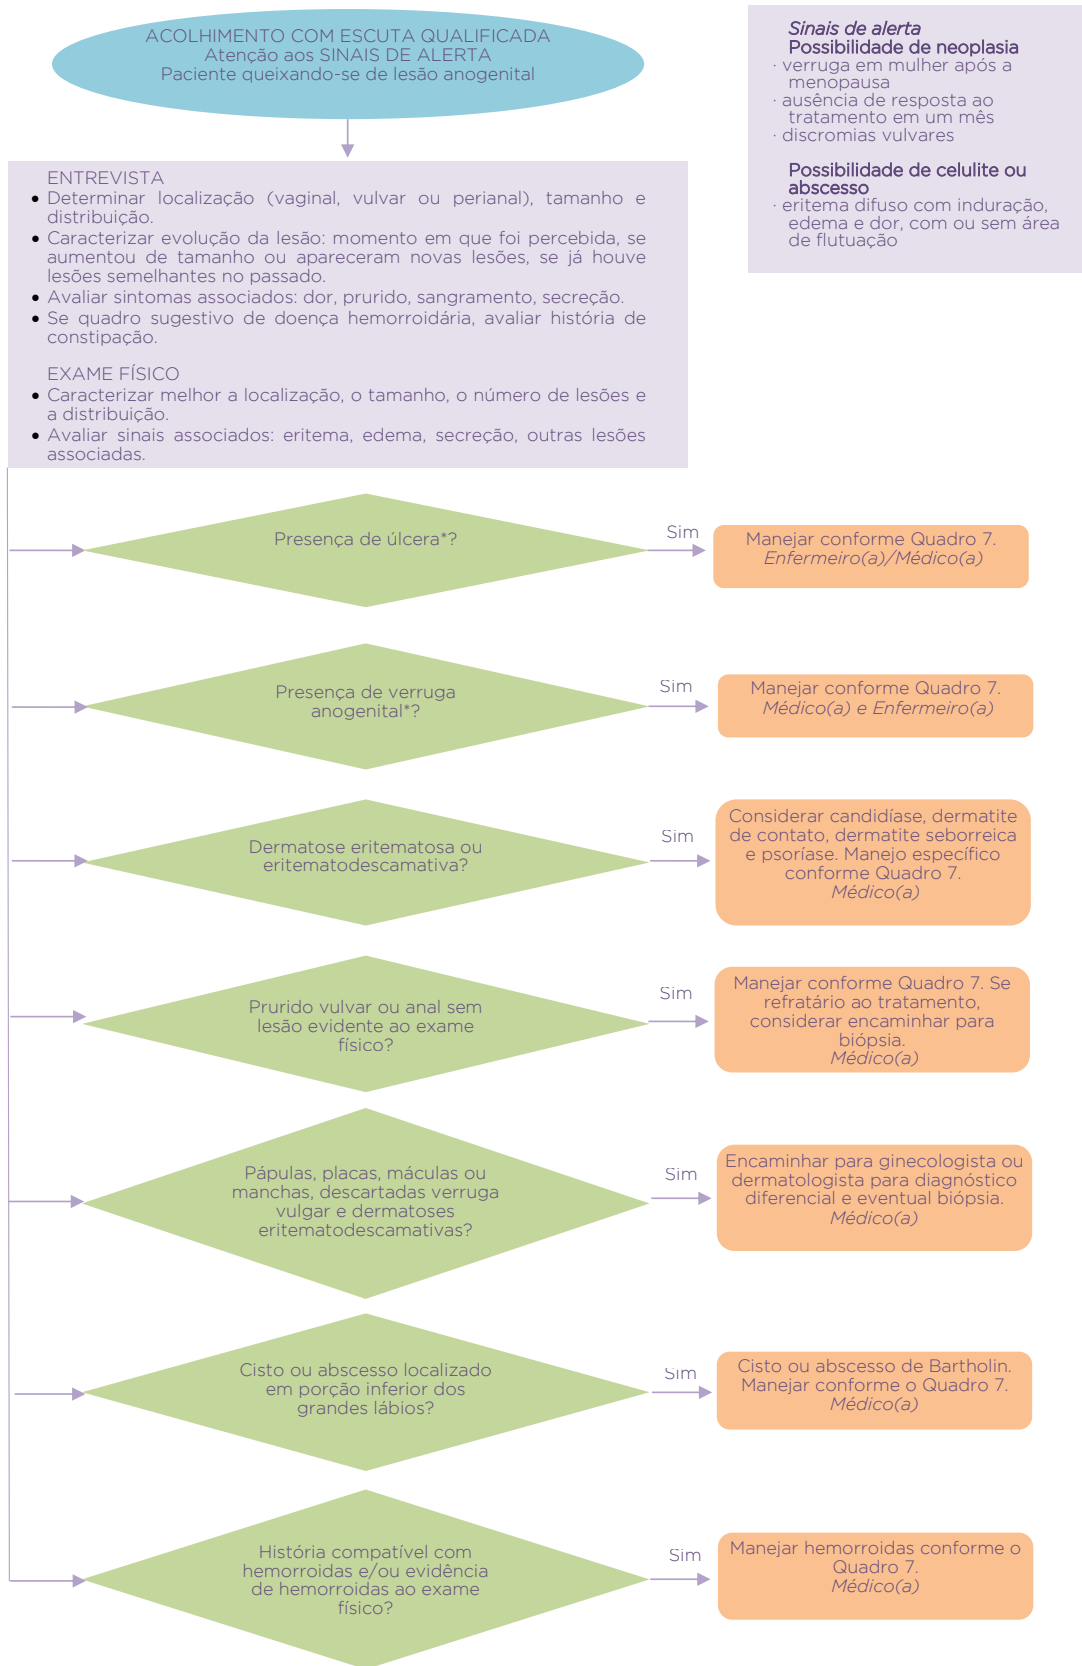 ACOLHIMENTO COM ESCUTA QUALIFICADA
Atenção aos SINAIS DE ALERTA
Paciente queixando-se de lesão anogenital
Sinais de alerta
Possibilidade de neoplasia
· verruga em mulher após a
menopausa
· ausência de resposta ao
tratamento em um mês
· discromias vulvares
Possibilidade de celulite ou
abscesso
· eritema difuso com induração,
edema e dor, com ou sem área
de flutuação
ENTREVISTA
• Determinar localização (vaginal, vulvar ou perianal), tamanho e
distribuição.
• Caracterizar evolução da lesão: momento em que foi percebida, se
aumentou de tamanho ou apareceram novas lesões, se já houve
lesões semelhantes no passado.
• Avaliar sintomas associados: dor, prurido, sangramento, secreção.
• Se quadro sugestivo de doença hemorroidária, avaliar história de
constipação.
EXAME FÍSICO
• Caracterizar melhor a localização, o tamanho, o número de lesões e
a distribuição.
• Avaliar sinais associados: eritema, edema, secreção, outras lesões
associadas.
Presença de úlcera*?
Sim
Manejar conforme Quadro 7.
Enfermeiro(a)/Médico(a)
Presença de verruga
anogenital*?
Sim
Manejar conforme Quadro 7.
Médico(a) e Enfermeiro(a)
Dermatose eritematosa ou
eritematodescamativa?
Sim
Considerar candidíase, dermatite
de contato, dermatite seborreica
e psoríase. Manejo específico
conforme Quadro 7.
Médico(a)
Prurido vulvar ou anal sem
lesão evidente ao exame
físico?
Sim
Manejar conforme Quadro 7. Se
refratário ao tratamento,
considerar encaminhar para
biópsia.
Médico(a)
Pápulas, placas, máculas ou
manchas, descartadas verruga
vulgar e dermatoses
eritematodescamativas?
Sim
Encaminhar para ginecologista ou
dermatologista para diagnóstico
diferencial e eventual biópsia.
Médico(a)
Cisto ou abscesso localizado
em porção inferior dos
grandes lábios?
Sim
Cisto ou abscesso de Bartholin.
Manejar conforme o Quadro 7.
Médico(a)
História compatível com
hemorroidas e/ou evidência
de hemorroidas ao exame
físico?
Sim
Manejar hemorroidas conforme o
Quadro 7.
Médico(a)